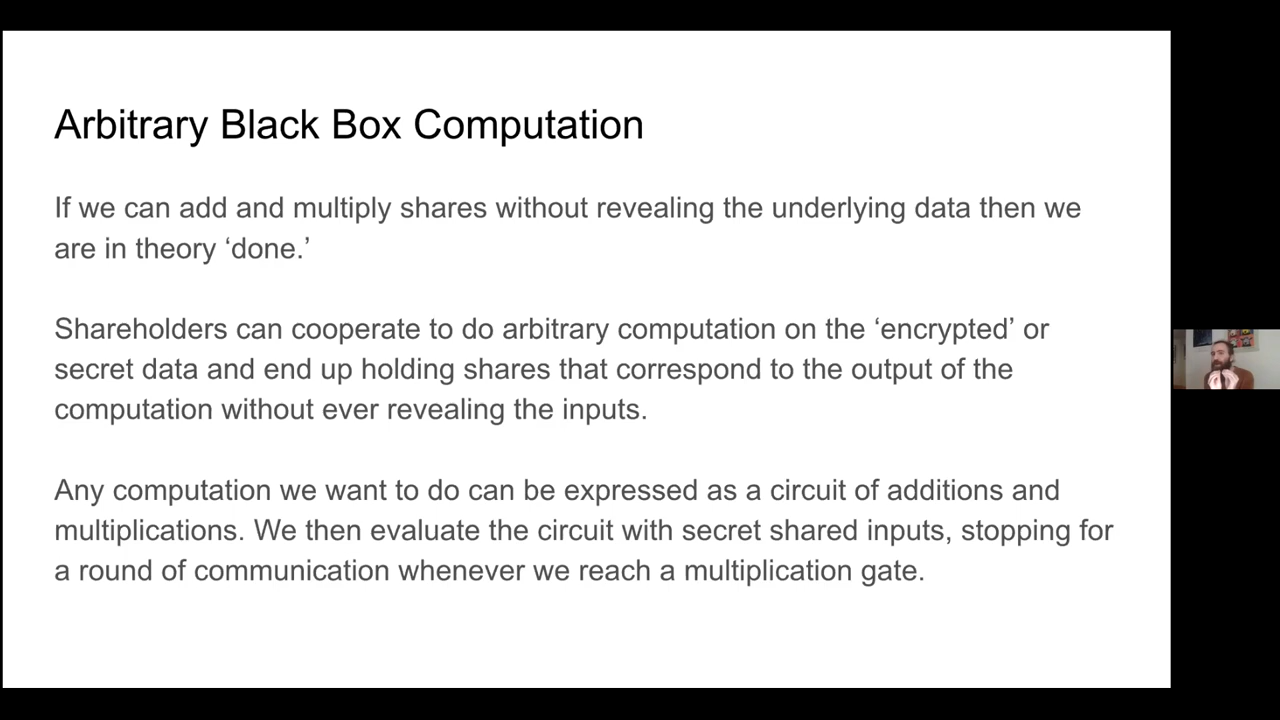 Arbitrary Black Box Computation
If we can add and multiply shares without revealing the underlying data then we
are in theory ‘done.’
Shareholders can cooperate to do arbitrary computation on the ‘encrypted’ or
secret data and end up holding shares that correspond to the output of the
computation without ever revealing the inputs.
Any computation we want to do can be expressed as a circuit of additions and
multiplications. We then evaluate the circuit with secret shared inputs, stopping for
a round of communication whenever we reach a multiplication gate.